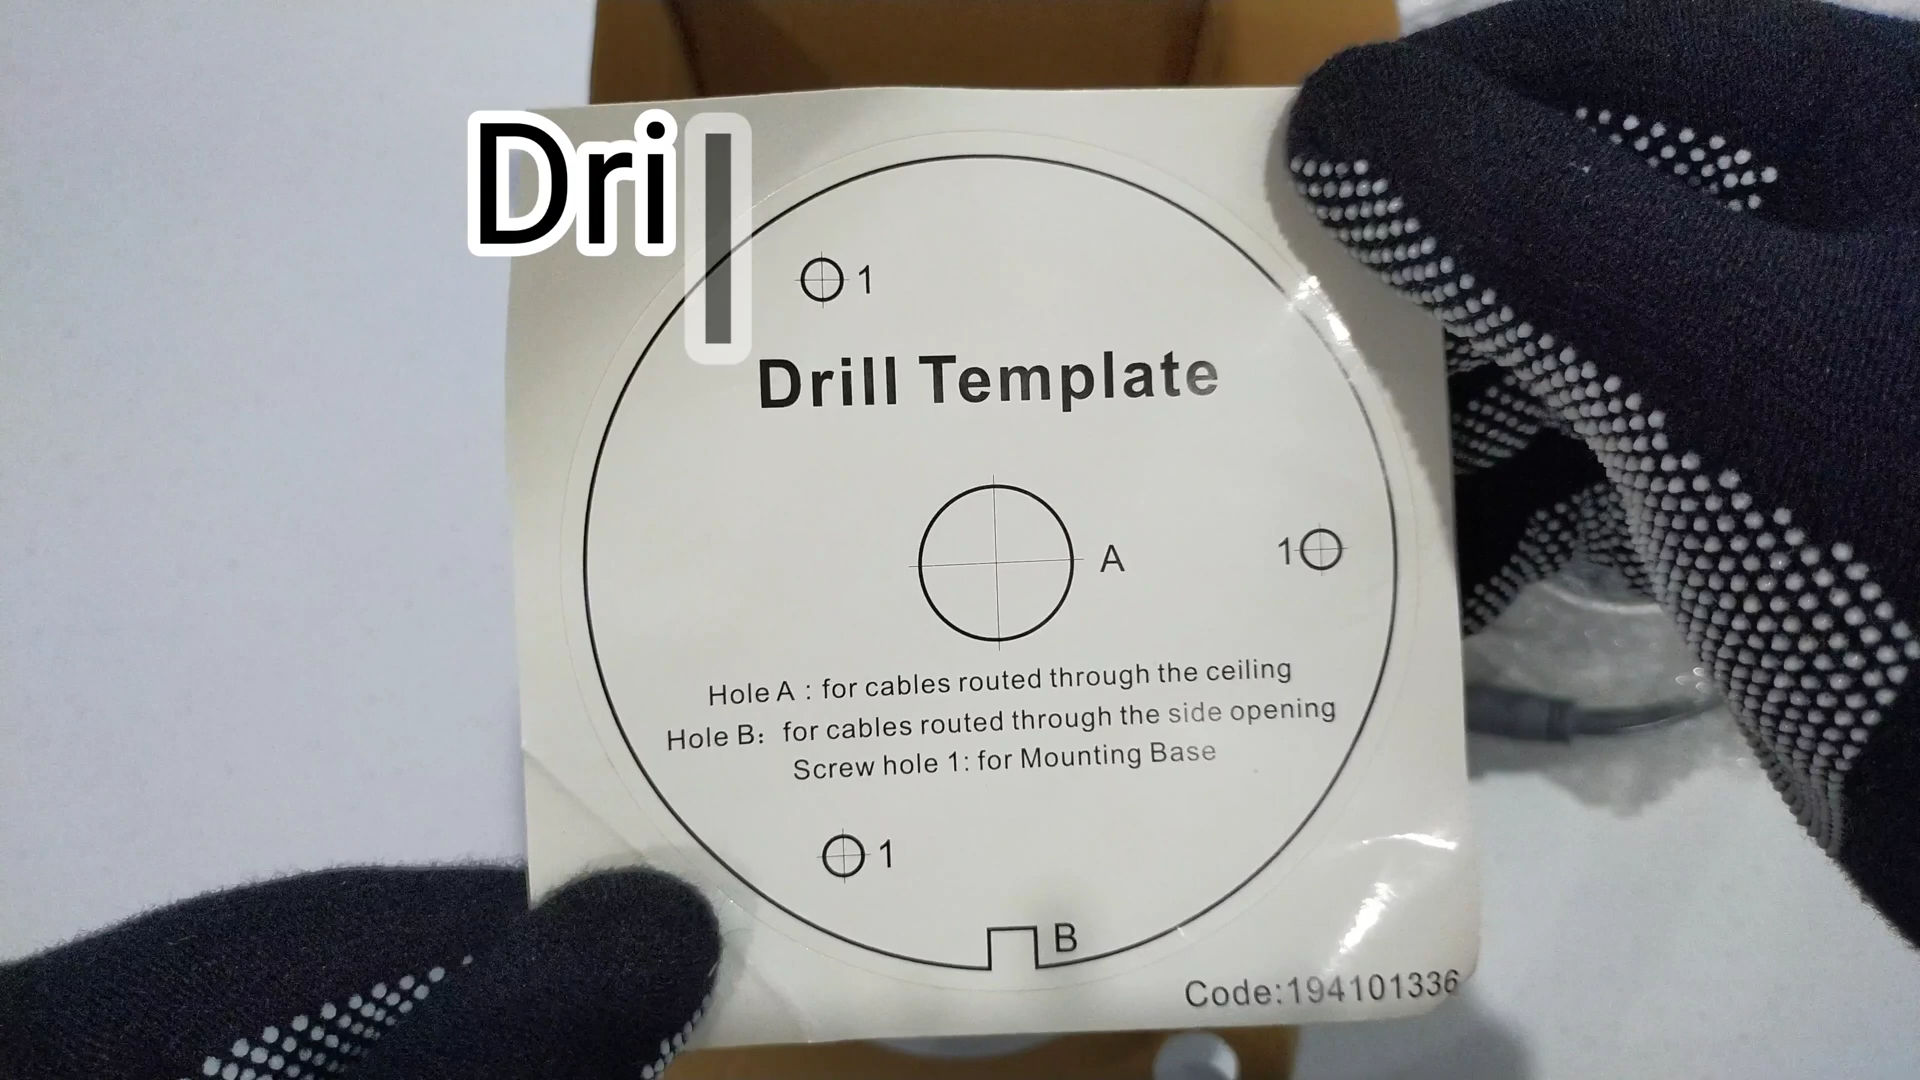 Dril
1
Drill Template
A
1
Hole A : for cables routed through the ceiling
Hole B: for cables routed through the side opening
Screw hole 1: for Mounting Base
1
B
Code:194101336